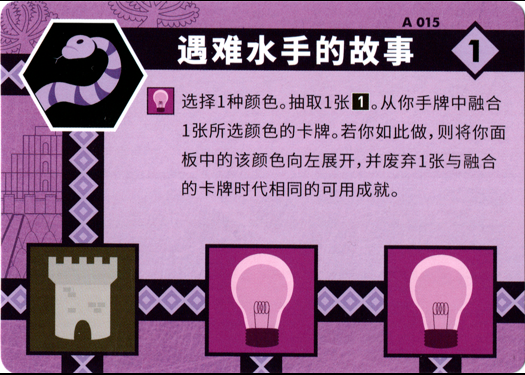 A 015
遇难水手的故事
1
选择1种颜色。抽取1张1。从你手牌中融合
1张所选颜色的卡牌。若你如此做，则将你面
板中的该颜色向左展开，并废弃1张与融合
的卡牌时代相同的可用成就。